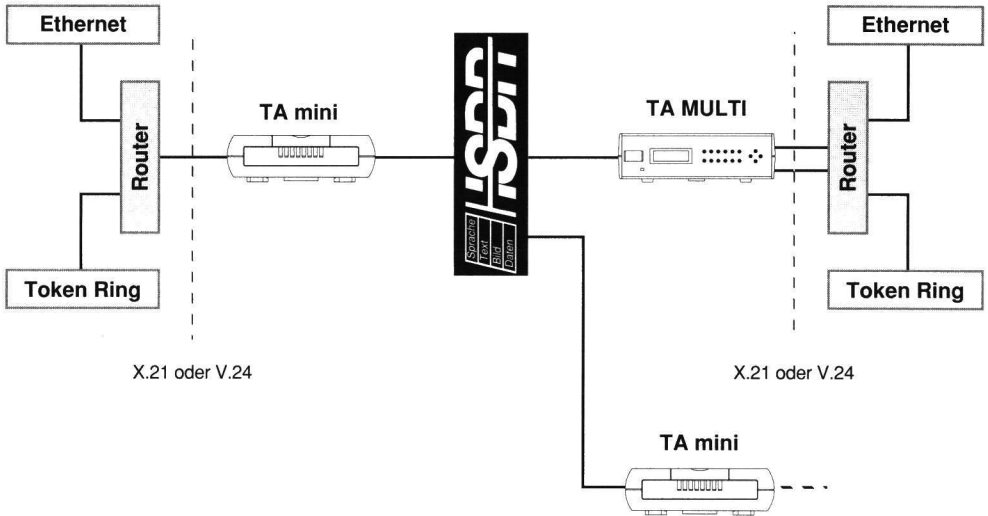 Ethernet
Ethernet
TA mini
TA MULTI
Router
ISDN
Router
Sprache
Text
Bild
Daten
Token Ring
Token Ring
X.21 oder V.24
X.21 oder V.24
TA mini